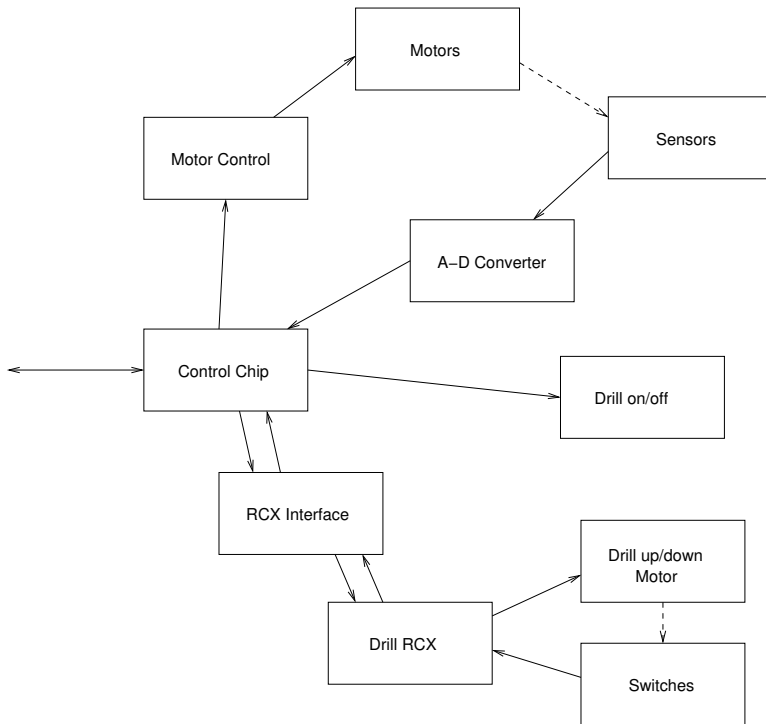 Motors
Sensors
Motor Control
A−D Converter
Control Chip
Drill on/off
RCX Interface
Drill up/down
Motor
Drill RCX
Switches